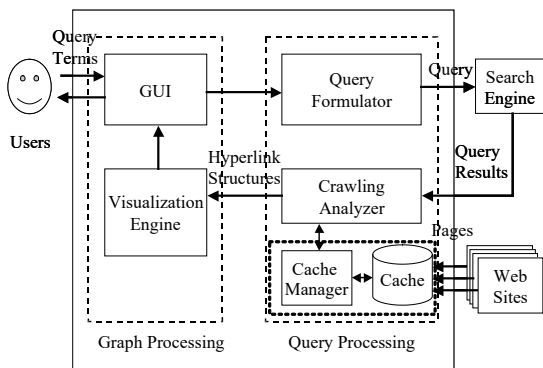 Query
Terms
GUI
Query
Formulator
Query
Search
Engine
Users
Hyperlink
Structures
Query
Results
Visualization
Engine
Crawling
Analyzer
Pages
Cache
Manager
Cache
Web
Sites
Graph Processing
Query Processing